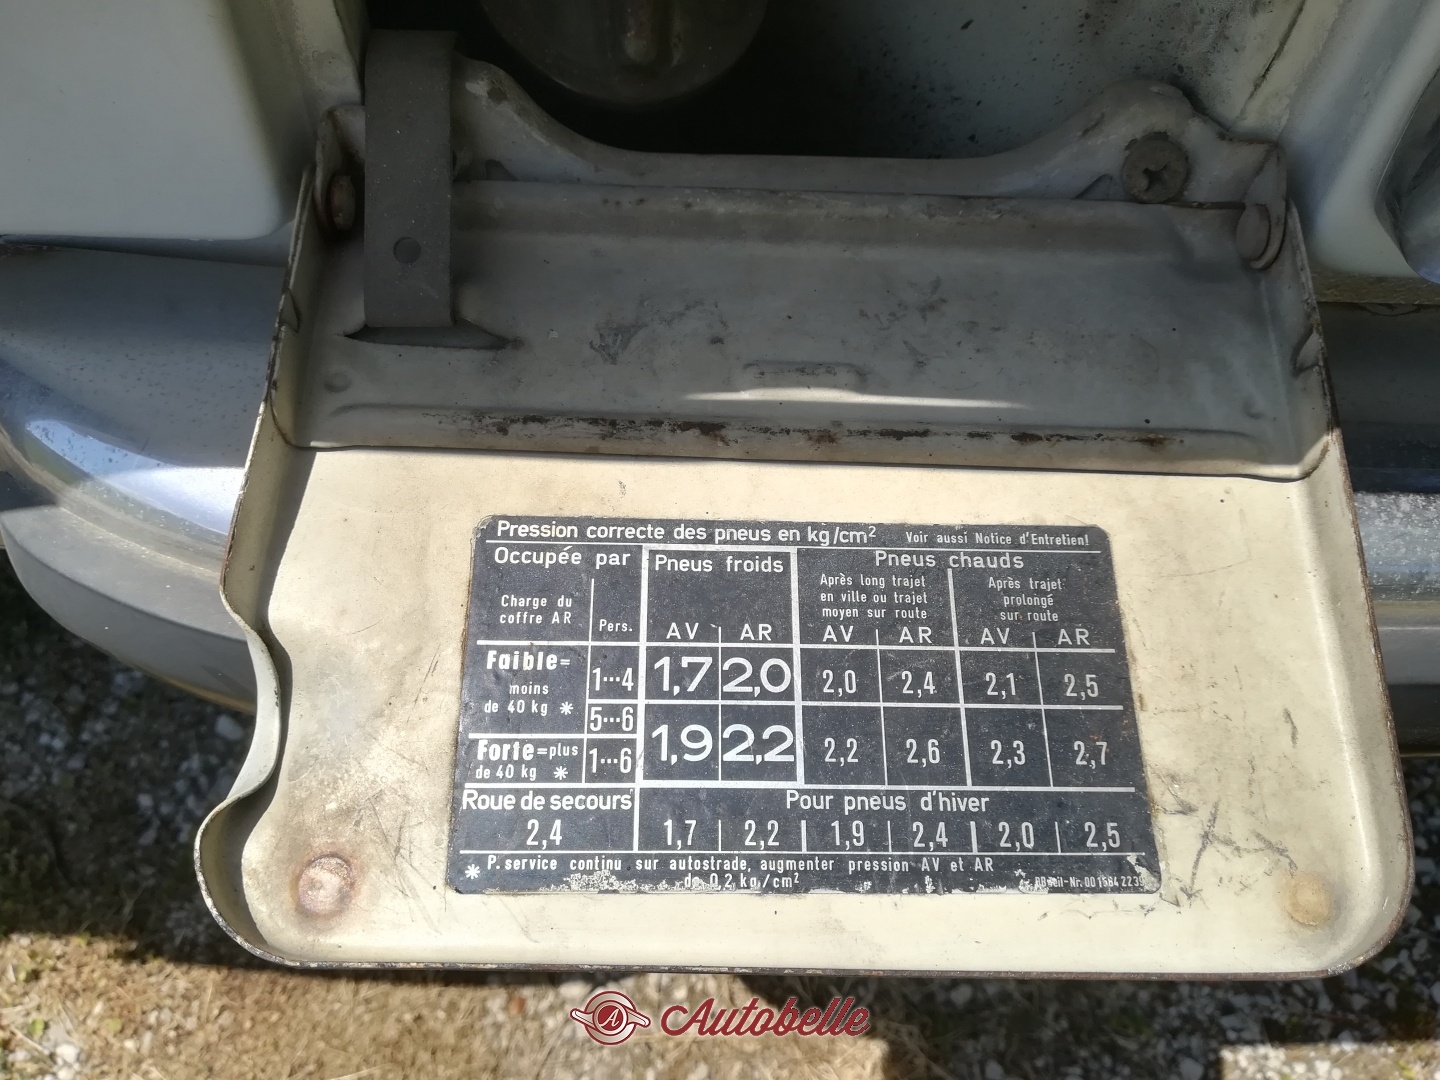 Pression correcte des pneus en kg/cm² Voir aussi Notice d'Entretien!
Occupée par
Pneus froids
Pneus chauds
Charge du
coffre AR
Pers.
Après long trajet
en ville ou trajet
moyen sur route
Après trajet
prolongé
sur route
AV AR AV AR AV AR
Faible=
moins
de 40 kg *
1...4 1,7 2,0 2,0 2,4 2,1 2,5
5...6
Forte=plus
de 40 kg *
1...6 1,9 2,2 2,2 2,6 2,3 2,7
Roue de secours
2,4
Pour pneus d'hiver
1,7 2,2 1,9 2,4 2,0 2,5
* P. service continu sur autostrade, augmenter pression AV et AR
de 0,2 kg/cm²
A Autobelle